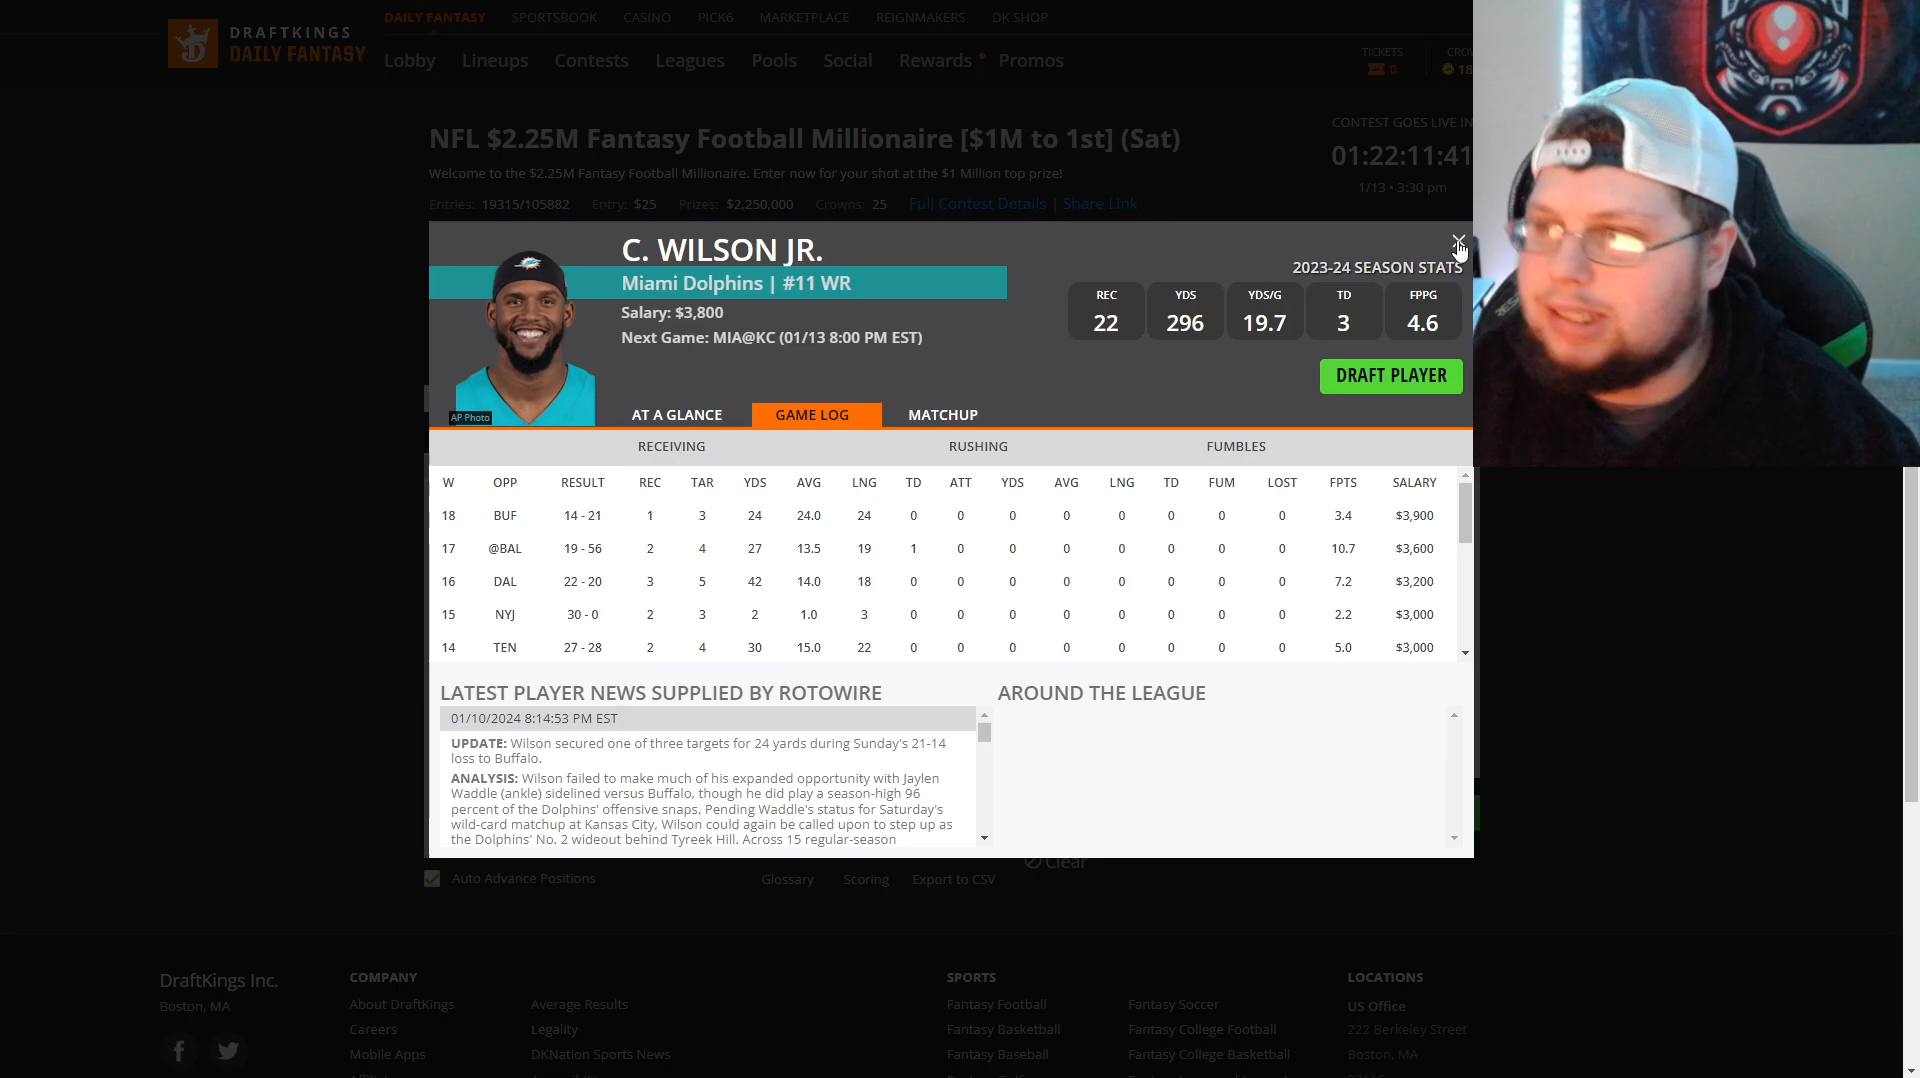 DAILY FANTASY SPORTSBOOK CASINO PICK6 MARKETPLACE REIGNMAKERS DK SHOP
DRAFTKINGS
DAILY FANTASY
Lobby Lineups Contests Leagues Pools Social Rewards Promos
TICKETS
0
18
NFL $2.25M Fantasy Football Millionaire [$1M to 1st] (Sat)
Welcome to the $2.25M Fantasy Football Millionaire. Enter now for your shot at the $1 Million top prize!
Entries: 19315/105882 Entry: $25 Prizes: $2,250,000 Crowns: 25 Full Contest Details | Share Link
CONTEST GOES LIVE IN
01:22:11:41
1/13 • 3:30 pm
C. WILSON JR.
Miami Dolphins | #11 WR
Salary: $3,800
Next Game: MIA@KC (01/13 8:00 PM EST)
AP Photo
2023-24 SEASON STATS
REC YDS YDS/G TD FPPG
22 296 19.7 3 4.6
DRAFT PLAYER
AT A GLANCE GAME LOG MATCHUP
RECEIVING RUSHING FUMBLES
W OPP RESULT REC TAR YDS AVG LNG TD ATT YDS AVG LNG TD FUM LOST FPTS SALARY
18 BUF 14 - 21 1 3 24 24.0 24 0 0 0 0 0 0 0 0 3.4 $3,900
17 @BAL 19 - 56 2 4 27 13.5 19 1 0 0 0 0 0 0 0 10.7 $3,600
16 DAL 22 - 20 3 5 42 14.0 18 0 0 0 0 0 0 0 0 7.2 $3,200
15 NYJ 30 - 0 2 3 2 1.0 3 0 0 0 0 0 0 0 0 2.2 $3,000
14 TEN 27 - 28 2 4 30 15.0 22 0 0 0 0 0 0 0 0 5.0 $3,000
LATEST PLAYER NEWS SUPPLIED BY ROTOWIRE
01/10/2024 8:14:53 PM EST
UPDATE: Wilson secured one of three targets for 24 yards during Sunday's 21-14
loss to Buffalo.
ANALYSIS: Wilson failed to make much of his expanded opportunity with Jaylen
Waddle (ankle) sidelined versus Buffalo, though he did play a season-high 96
percent of the Dolphins' offensive snaps. Pending Waddle's status for Saturday's
wild-card matchup at Kansas City, Wilson could again be called upon to step up as
the Dolphins' No. 2 wideout behind Tyreek Hill. Across 15 regular-season
AROUND THE LEAGUE
Clear
Auto Advance Positions Glossary Scoring Export to CSV
DraftKings Inc.
Boston, MA
COMPANY
About DraftKings
Careers
Mobile Apps
Average Results
Legality
DKNation Sports News
SPORTS
Fantasy Football
Fantasy Basketball
Fantasy Baseball
Fantasy Soccer
Fantasy College Football
Fantasy College Basketball
LOCATIONS
US Office
222 Berkeley Street
Boston, MA